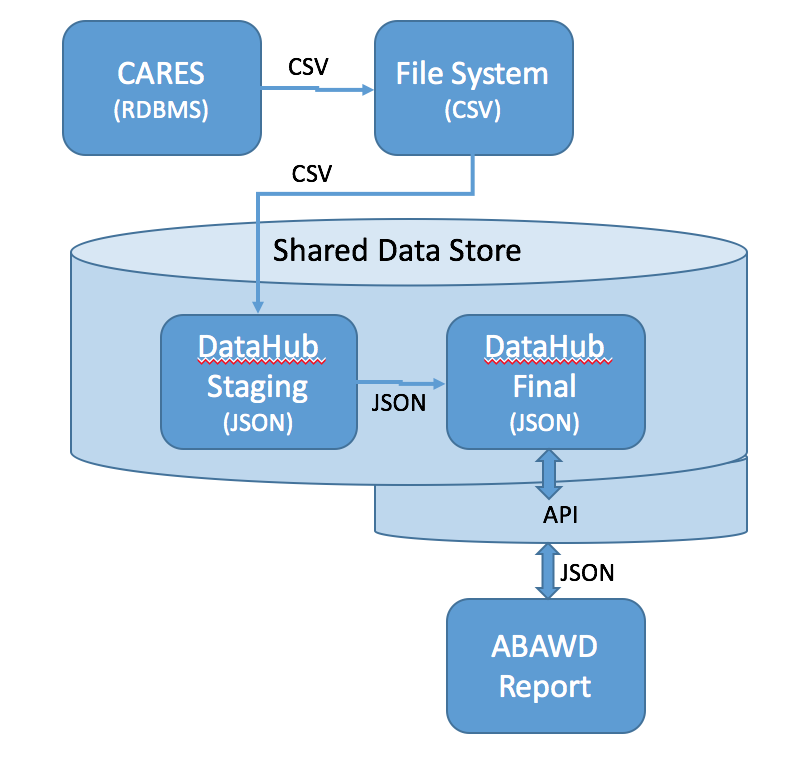 CARES
(RDBMS)
CSV
File System
(CSV)
CSV
Shared Data Store
DataHub
Staging
(JSON)
JSON
DataHub
Final
(JSON)
API
JSON
ABAWD
Report